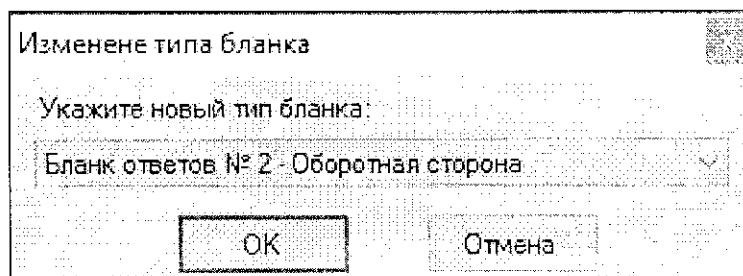 Изменене типа бланка
Укажите новый тип бланка:
Бланк ответов № 2 - Оборотная сторона
OK
Отмена